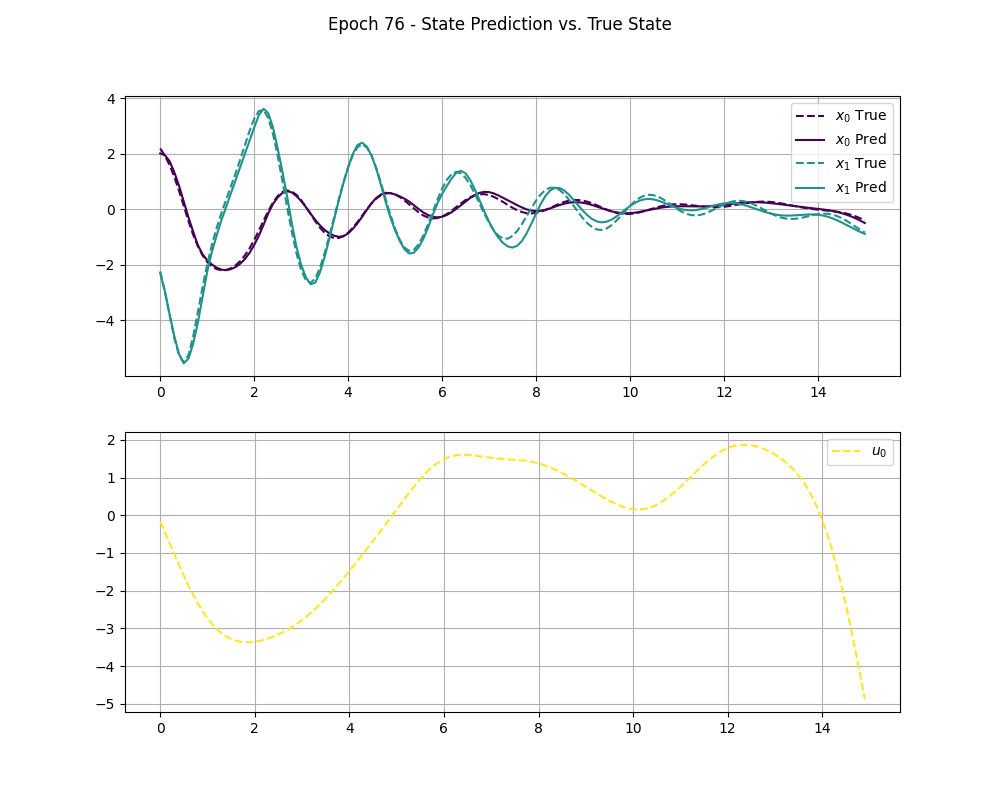 Epoch 76 - State Prediction vs. True State
4
2
0
−2
−4
x₀ True
x₀ Pred
x₁ True
x₁ Pred
0 2 4 6 8 10 12 14
2
1
0
−1
−2
−3
−4
−5
u₀
0 2 4 6 8 10 12 14